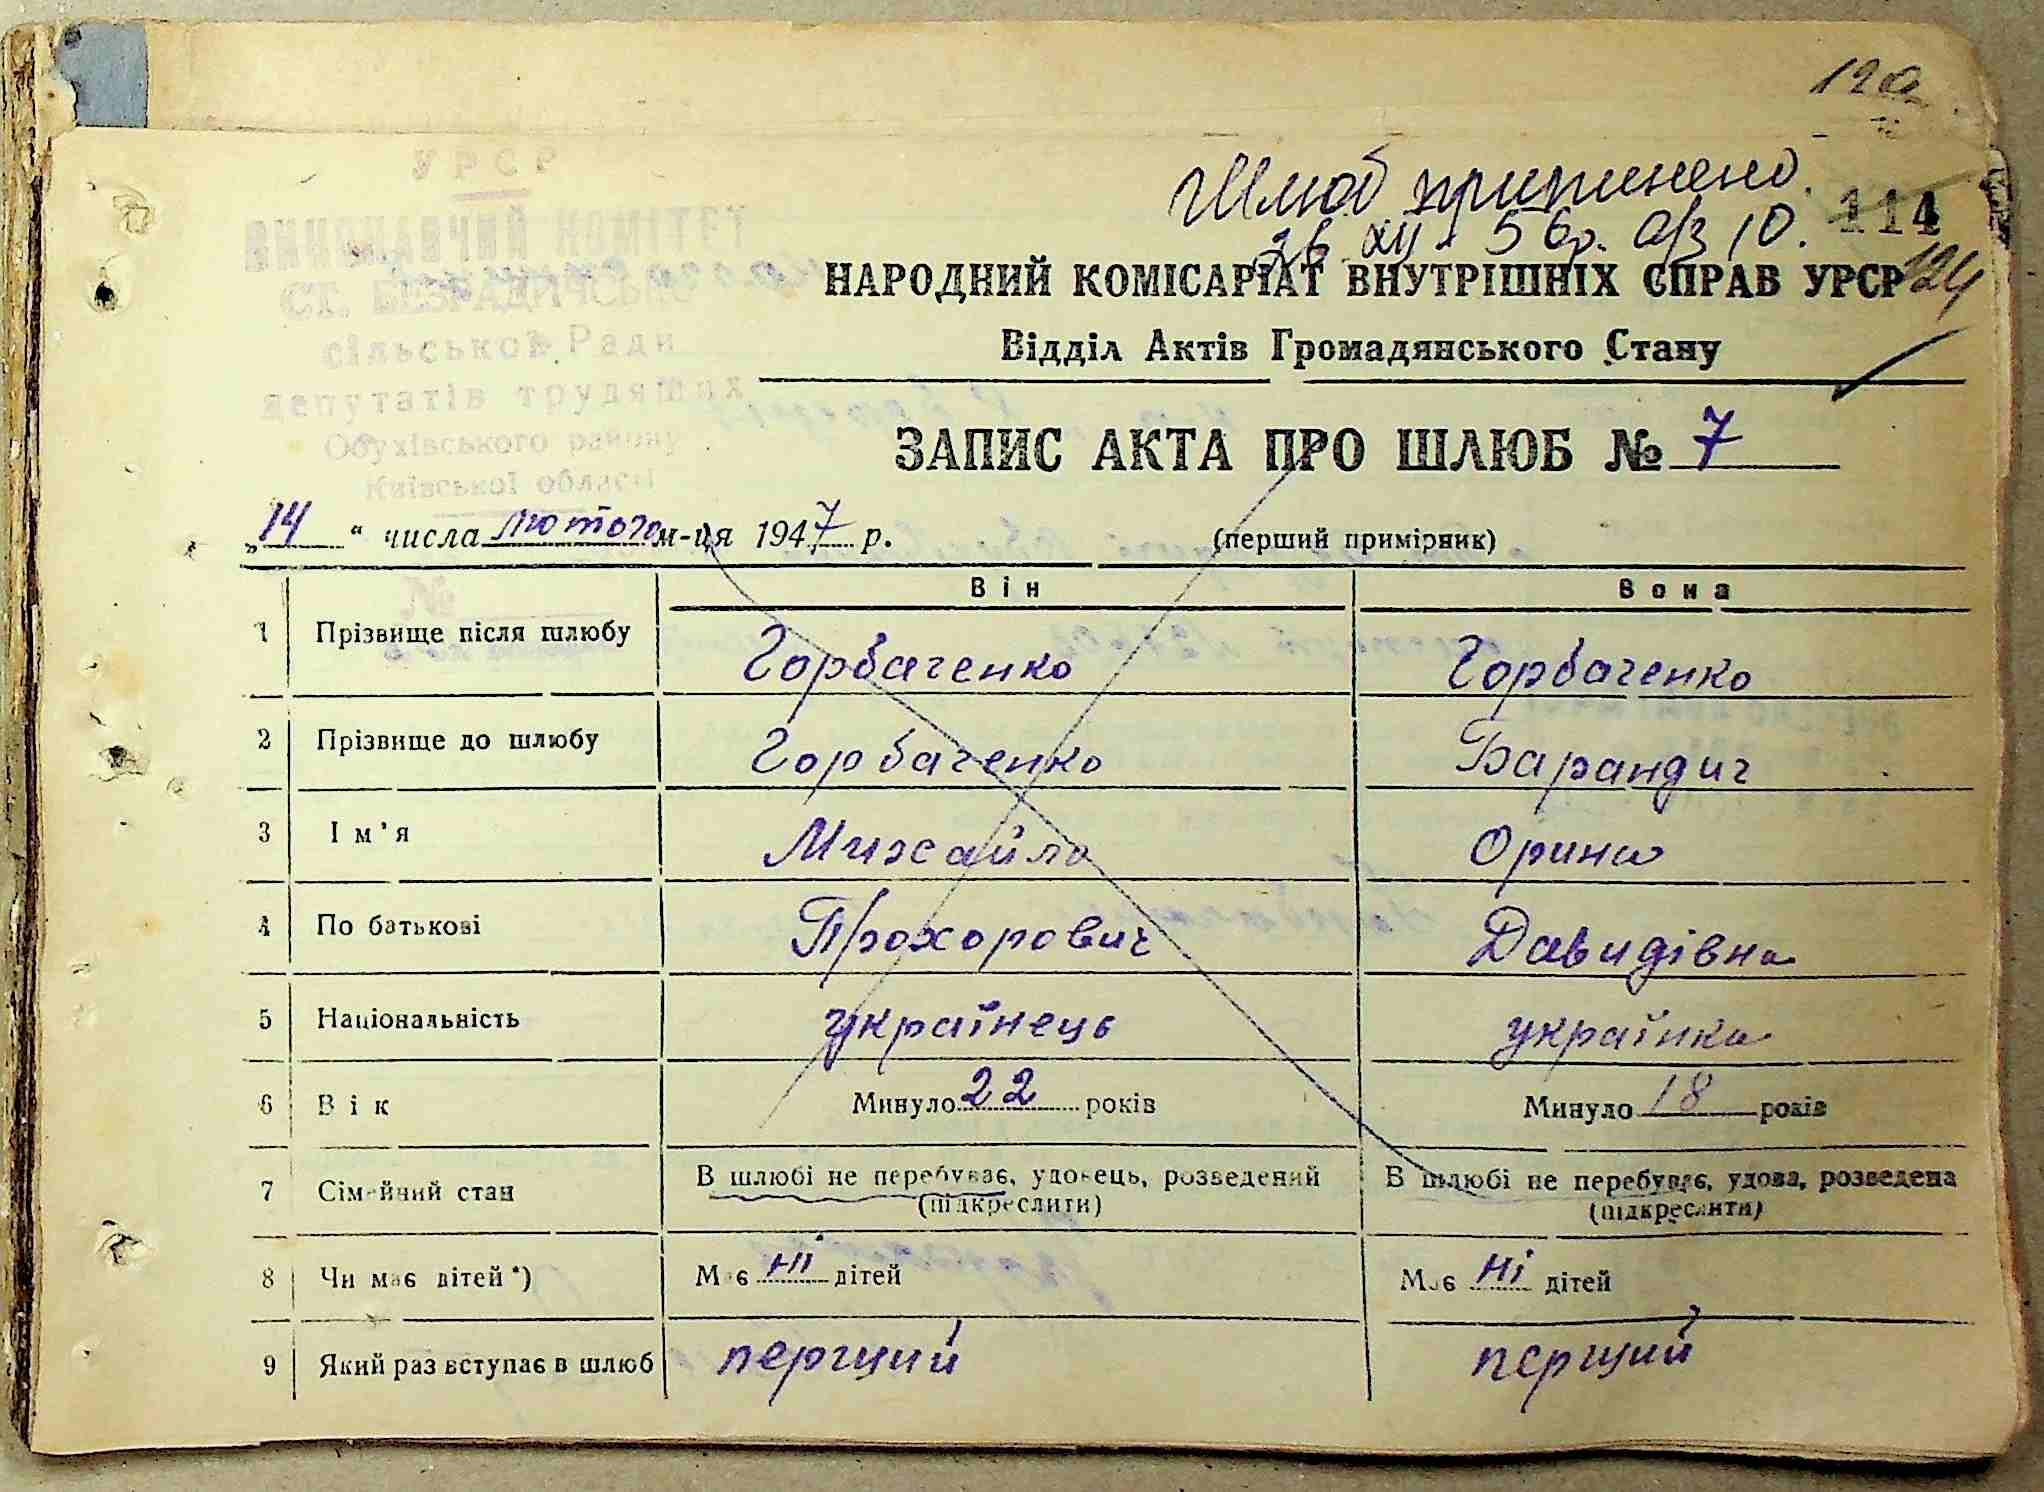 Шлюб припинено.
26 XII 56р. а/з 10.
114
124
УРСР
ВИКОНАВЧИЙ КОМІТЕТ
СТ. БЕЗРАДИЧСЬКОЇ
сільської Ради
депутатів трудящих
Обухівського району
Київської області
№
НАРОДНИЙ КОМІСАРІАТ ВНУТРІШНІХ СПРАВ УРСР
Відділ Актів Громадянського Стану
ЗАПИС АКТА ПРО ШЛЮБ № 7
„14“ числа лютого м-ця 1947 р. (перший примірник)
Він Вона
1 Прізвище після шлюбу Горбаченко Горбаченко
2 Прізвище до шлюбу Горбаченко Барандич
3 Ім'я Михайло Орина
4 По батькові Прохорович Давидівна
5 Національність українець українка
6 Вік Минуло 22 років Минуло 18 років
7 Сімейний стан В шлюбі не перебуває, удовець, розведений (підкреслити) В шлюбі не перебуває, удова, розведена (підкреслити)
8 Чи має дітей*) Має ні дітей Має ні дітей
9 Який раз вступає в шлюб перщий перщий